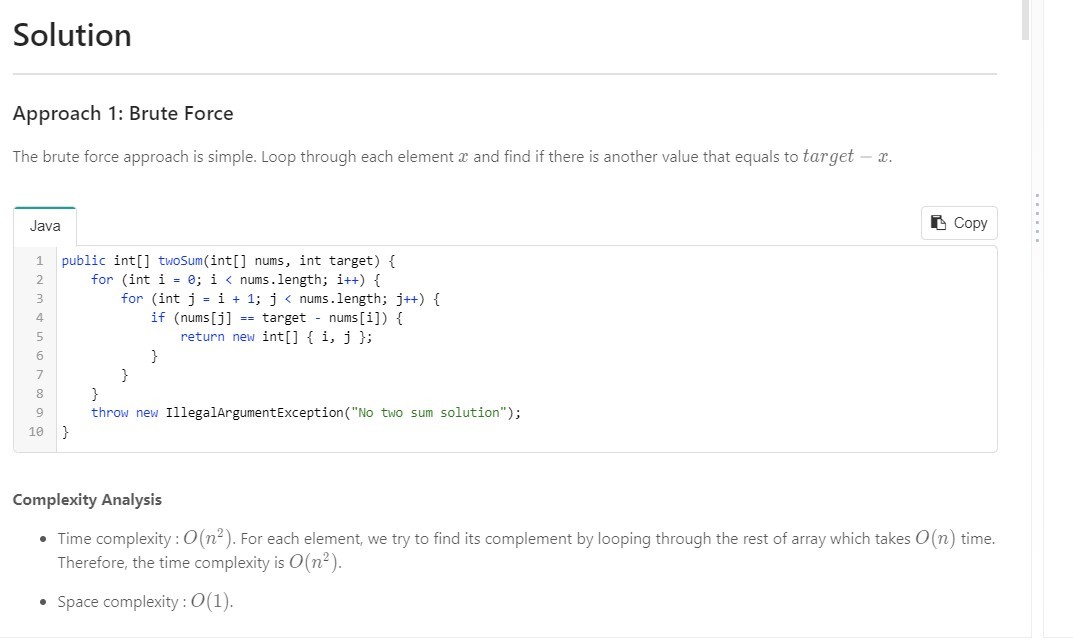 Solution
Approach 1: Brute Force
The brute force approach is simple. Loop through each element x and find if there is another value that equals to target − x.
Java
Copy
1 public int[] twoSum(int[] nums, int target) {
2     for (int i = 0; i < nums.length; i++) {
3         for (int j = i + 1; j < nums.length; j++) {
4             if (nums[j] == target - nums[i]) {
5                 return new int[] { i, j };
6             }
7         }
8     }
9     throw new IllegalArgumentException("No two sum solution");
10 }
Complexity Analysis
• Time complexity : O(n²). For each element, we try to find its complement by looping through the rest of array which takes O(n) time.
Therefore, the time complexity is O(n²).
• Space complexity : O(1).